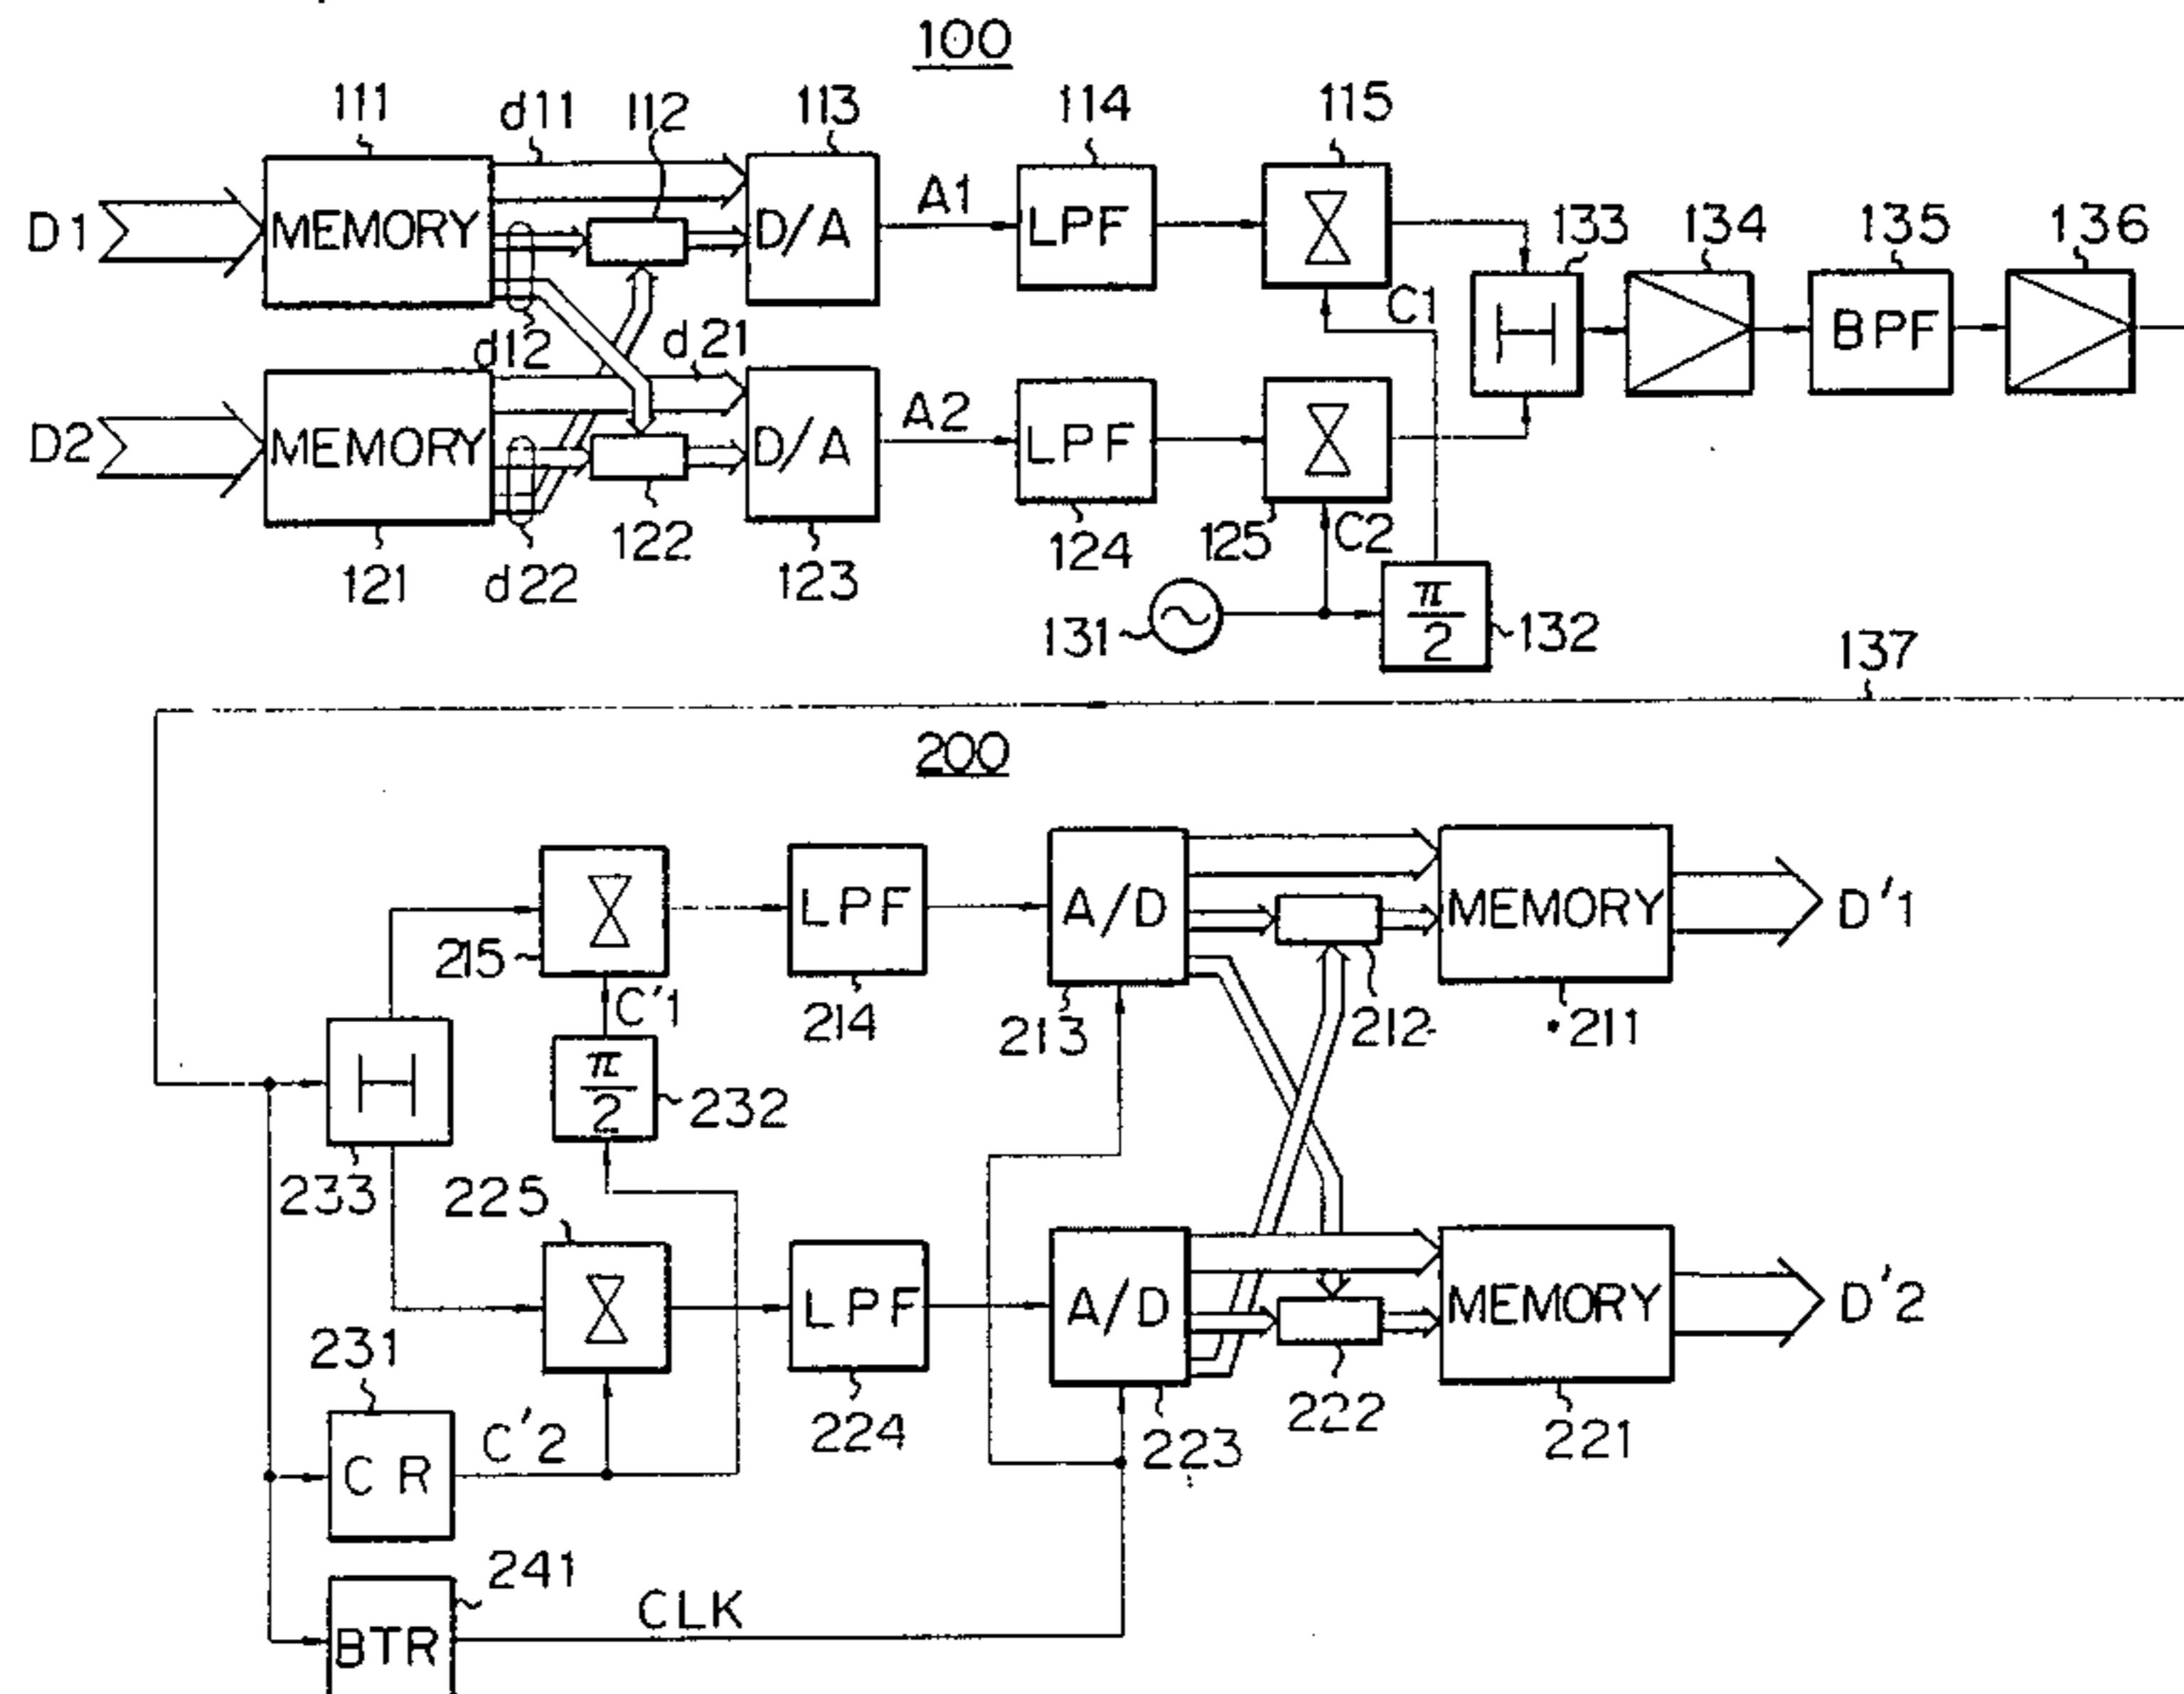 100
111 d11 112 113 114 115
D1 MEMORY D/A A1 LPF 133 134 135 136
C1 H BPF
d12 d21
D2 MEMORY D/A A2 LPF
121 d22 122 123 124 125 C2
131 π/2 132
137
200
215 LPF A/D MEMORY D'1
C'1 214 213 212 211
H π/2 232
233 225
LPF A/D MEMORY D'2
231 224 223 222 221
CR C'2
241
BTR CLK